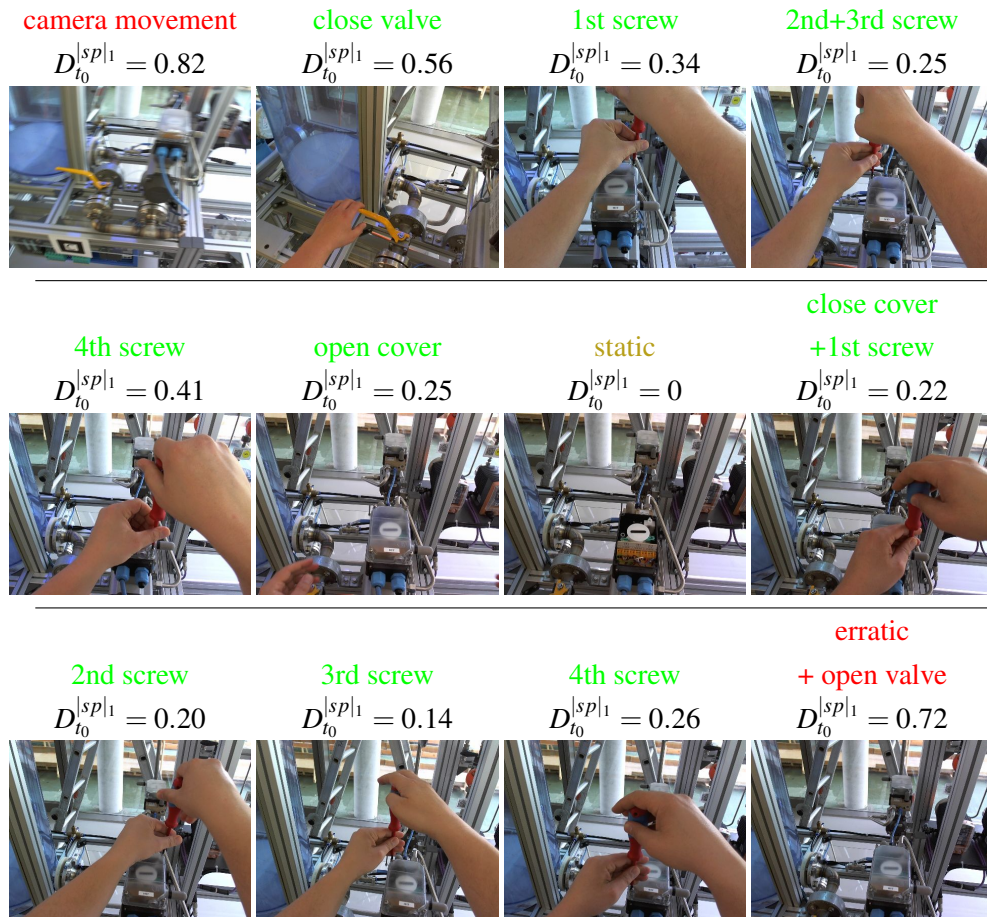 camera movement close valve 1st screw 2nd+3rd screw
D_{t_0}^{|sp|_1} = 0.82 D_{t_0}^{|sp|_1} = 0.56 D_{t_0}^{|sp|_1} = 0.34 D_{t_0}^{|sp|_1} = 0.25
close cover
4th screw open cover static +1st screw
D_{t_0}^{|sp|_1} = 0.41 D_{t_0}^{|sp|_1} = 0.25 D_{t_0}^{|sp|_1} = 0 D_{t_0}^{|sp|_1} = 0.22
erratic
2nd screw 3rd screw 4th screw + open valve
D_{t_0}^{|sp|_1} = 0.20 D_{t_0}^{|sp|_1} = 0.14 D_{t_0}^{|sp|_1} = 0.26 D_{t_0}^{|sp|_1} = 0.72